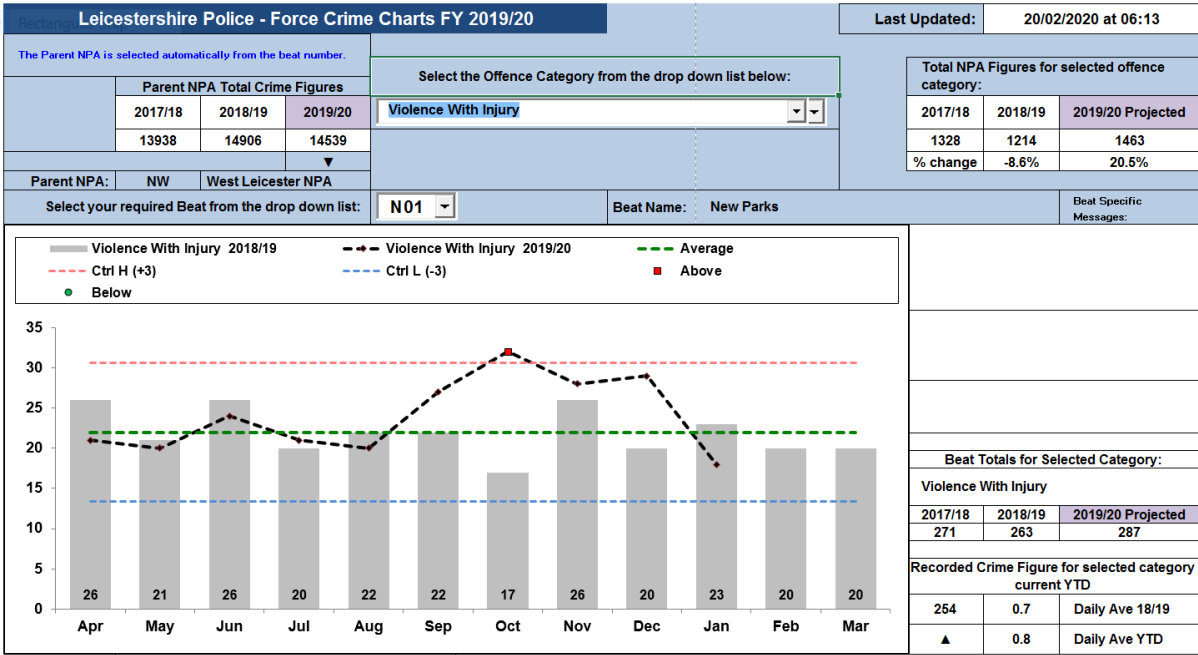 Leicestershire Police - Force Crime Charts FY 2019/20
Last Updated: 20/02/2020 at 06:13
The Parent NPA is selected automatically from the beat number.
Parent NPA Total Crime Figures
2017/18 2018/19 2019/20
13938 14906 14539
▼
Parent NPA: NW West Leicester NPA
Select the Offence Category from the drop down list below:
Violence With Injury
Total NPA Figures for selected offence
category:
2017/18 2018/19 2019/20 Projected
1328 1214 1463
% change -8.6% 20.5%
Select your required Beat from the drop down list: N01
Beat Name: New Parks
Beat Specific
Messages:
Violence With Injury 2018/19 Violence With Injury 2019/20 Average
Ctrl H (+3) Ctrl L (-3) Above
Below
35
30
25
20
15
10
5
0
26 21 26 20 22 22 17 26 20 23 20 20
Apr May Jun Jul Aug Sep Oct Nov Dec Jan Feb Mar
Beat Totals for Selected Category:
Violence With Injury
2017/18 2018/19 2019/20 Projected
271 263 287
Recorded Crime Figure for selected category
current YTD
254 0.7 Daily Ave 18/19
▲ 0.8 Daily Ave YTD